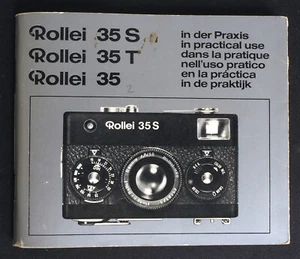 Rollei 35 S
Rollei 35 T
Rollei 35
in der Praxis
in practical use
dans la pratique
nell'uso pratico
en la práctica
in de praktijk
Rollei 35 S